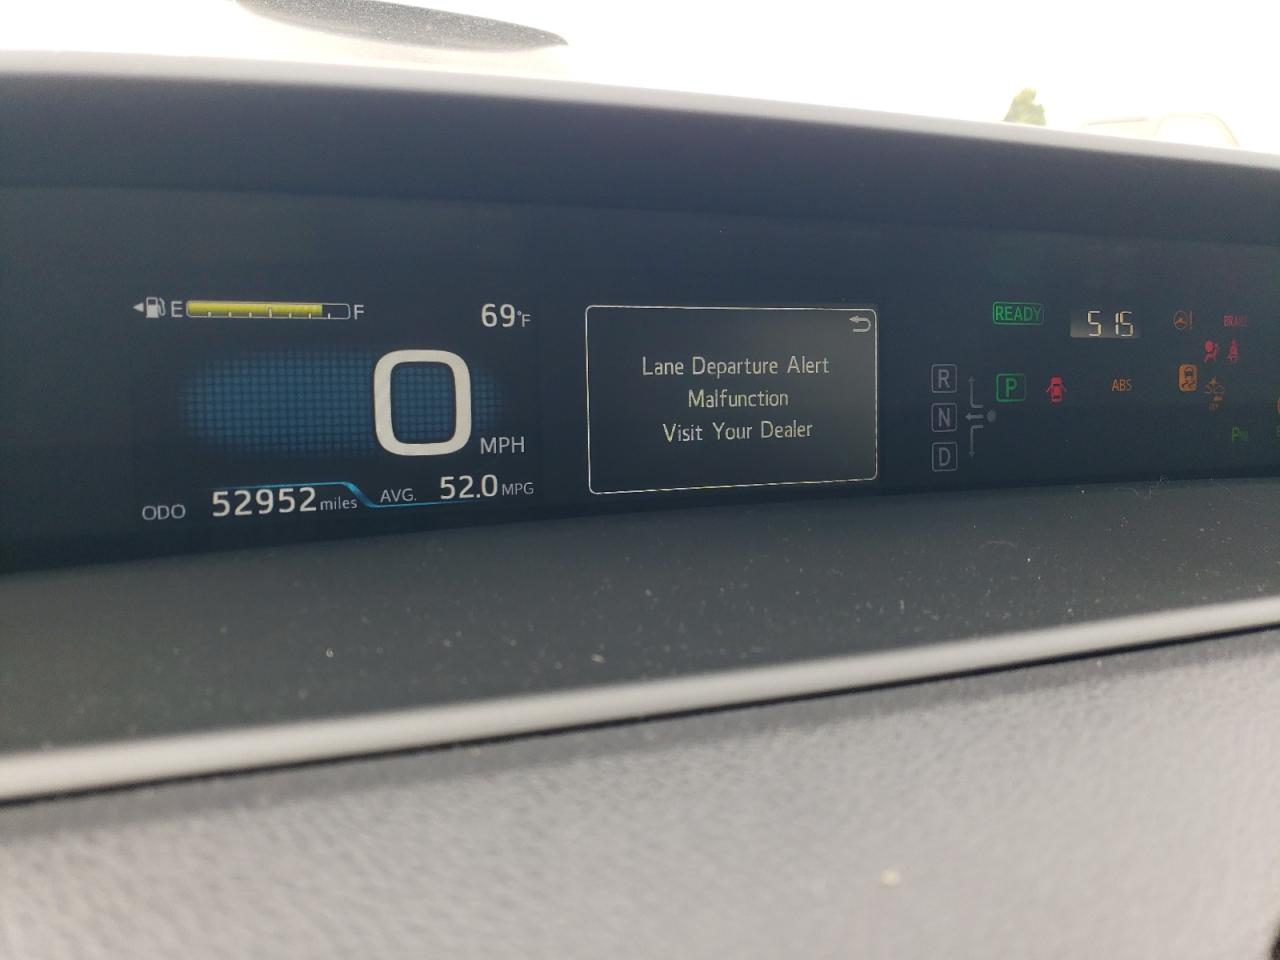 E F
69°F
0 MPH
ODO 52952 miles
AVG. 52.0 MPG
Lane Departure Alert
Malfunction
Visit Your Dealer
READY
5 15
BRAKE
R
N
D
P
ABS